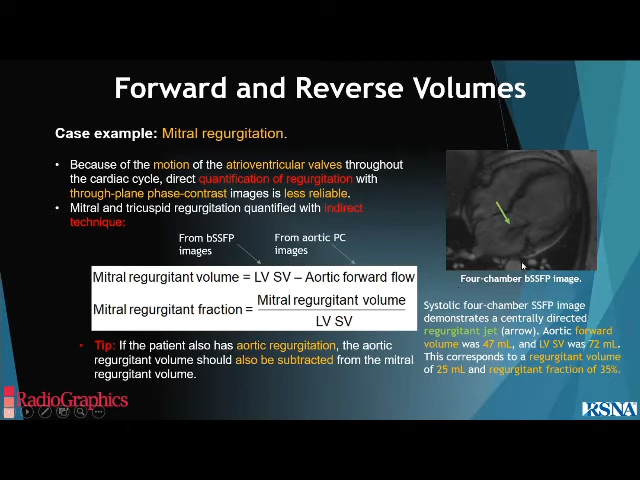 Forward and Reverse Volumes
Case example: Mitral regurgitation.
• Because of the motion of the atrioventricular valves throughout
the cardiac cycle, direct quantification of regurgitation with
through-plane phase-contrast images is less reliable.
• Mitral and tricuspid regurgitation quantified with indirect
technique:
From bSSFP
images
From aortic PC
images
Mitral regurgitant volume = LV SV – Aortic forward flow
Mitral regurgitant fraction = Mitral regurgitant volume
LV SV
• Tip: If the patient also has aortic regurgitation, the aortic
regurgitant volume should also be subtracted from the mitral
regurgitant volume.
Four-chamber bSSFP image.
Systolic four-chamber SSFP image
demonstrates a centrally directed
regurgitant jet (arrow). Aortic forward
volume was 47 mL, and LV SV was 72 mL.
This corresponds to a regurgitant volume
of 25 mL and regurgitant fraction of 35%.
RadioGraphics
RSNA